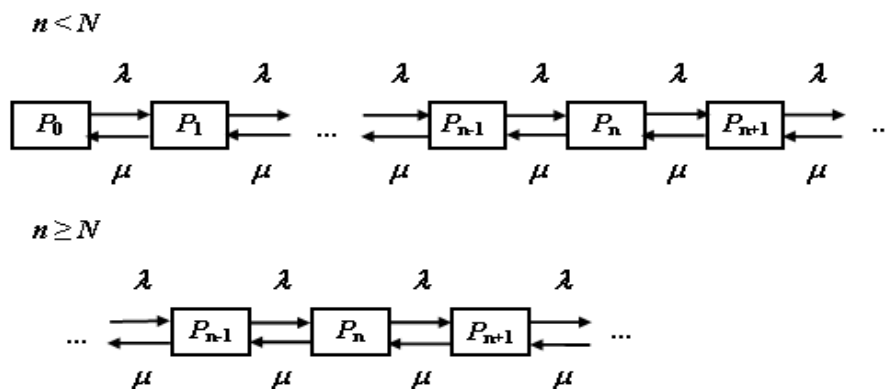 n < N
λ λ λ λ λ λ
P0 P1 ... Pn-1 Pn Pn+1 ..
μ μ μ μ μ μ
n ≥ N
λ λ λ λ
... Pn-1 Pn Pn+1 ...
μ μ μ μ